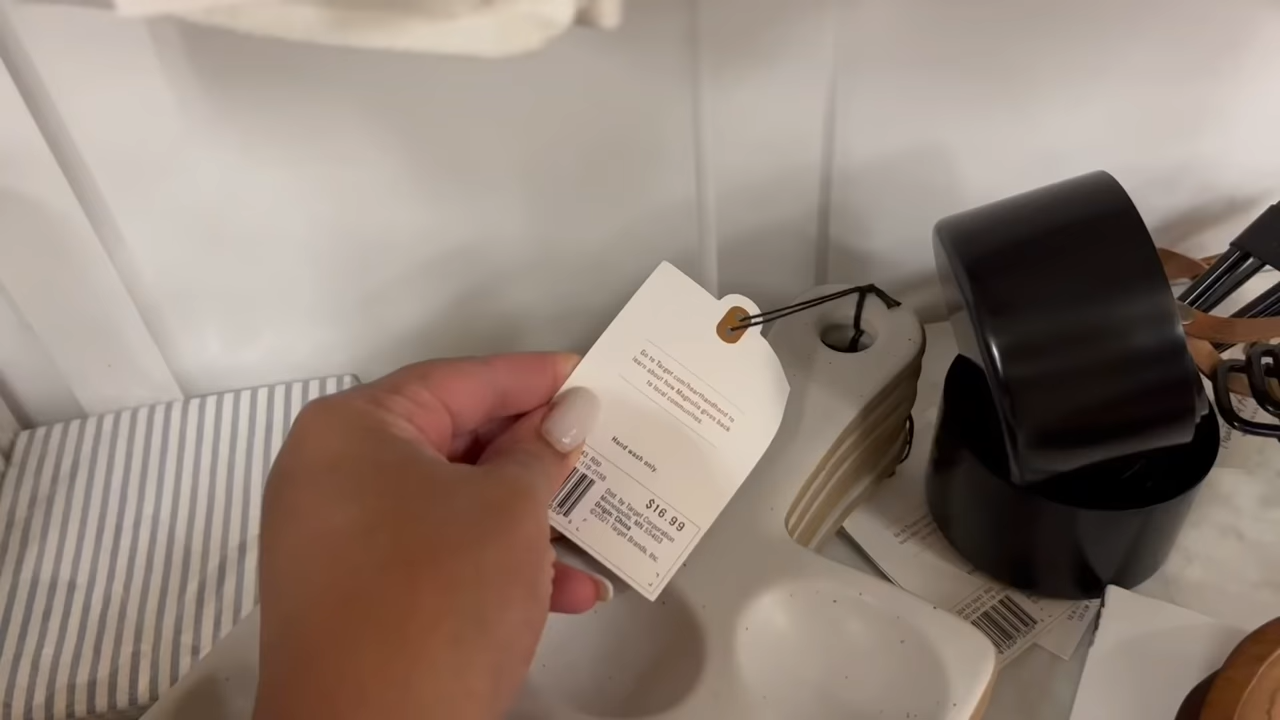 Go to Target.com/hearthandhand to
learn about how Magnolia gives back
to local communities.
Hand wash only.
$16.99
Dist. by Target Corporation
Minneapolis, MN 55403
Origin: China
©2021 Target Brands, Inc.